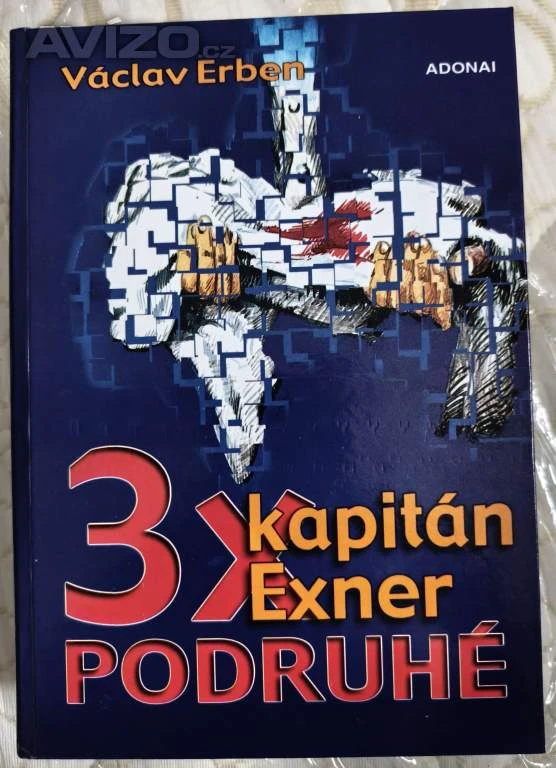 AVIZO.cz
Václav Erben
ADONAI
3x kapitán
Exner
PODRUHÉ